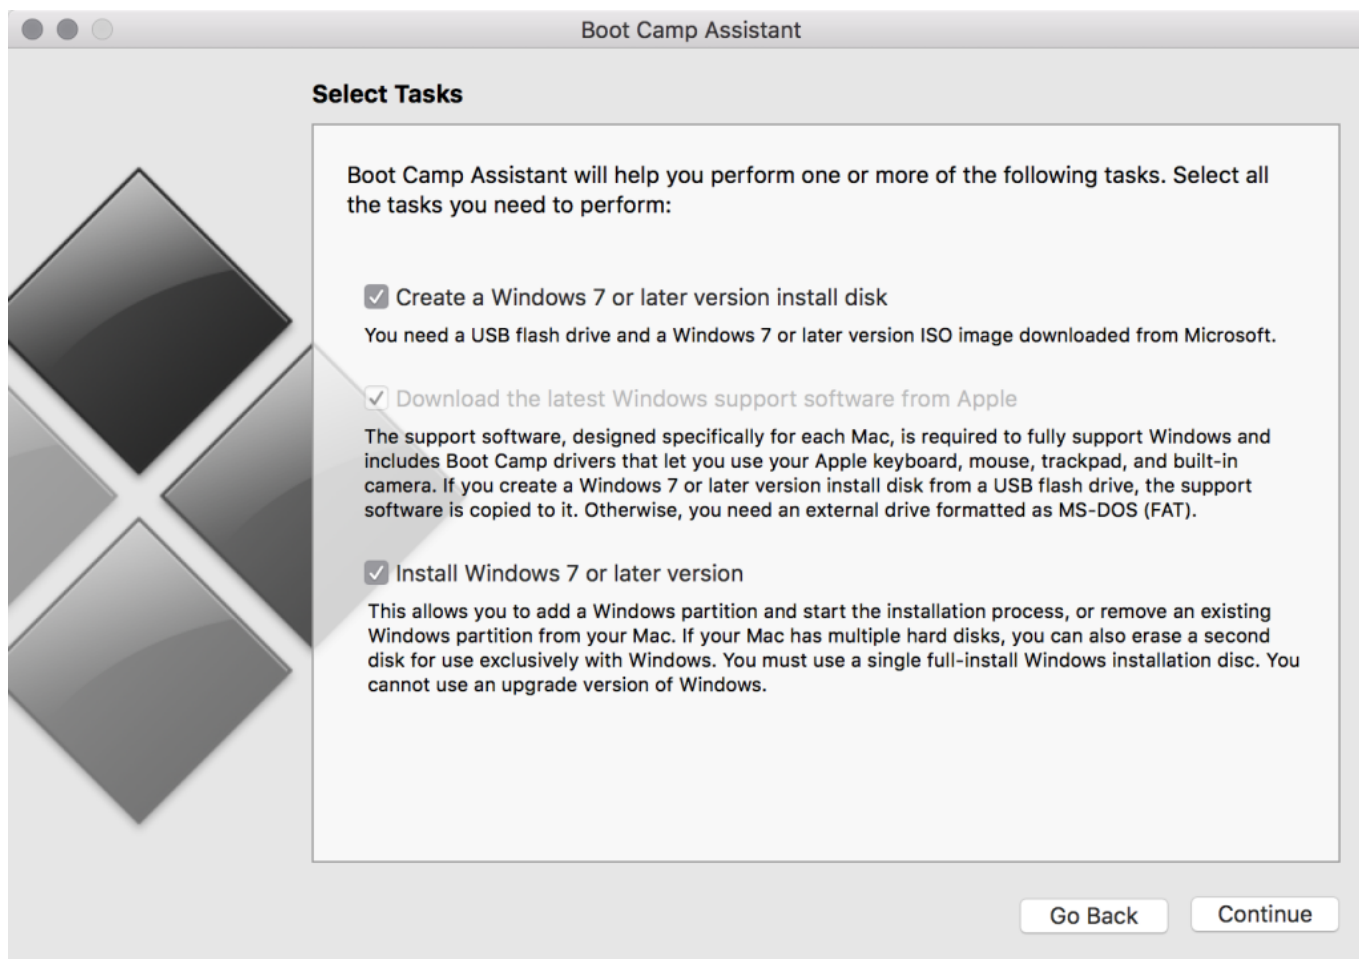 Boot Camp Assistant
Select Tasks
Boot Camp Assistant will help you perform one or more of the following tasks. Select all
the tasks you need to perform:
Create a Windows 7 or later version install disk
You need a USB flash drive and a Windows 7 or later version ISO image downloaded from Microsoft.
Download the latest Windows support software from Apple
The support software, designed specifically for each Mac, is required to fully support Windows and
includes Boot Camp drivers that let you use your Apple keyboard, mouse, trackpad, and built-in
camera. If you create a Windows 7 or later version install disk from a USB flash drive, the support
software is copied to it. Otherwise, you need an external drive formatted as MS-DOS (FAT).
Install Windows 7 or later version
This allows you to add a Windows partition and start the installation process, or remove an existing
Windows partition from your Mac. If your Mac has multiple hard disks, you can also erase a second
disk for use exclusively with Windows. You must use a single full-install Windows installation disc. You
cannot use an upgrade version of Windows.
Go Back
Continue